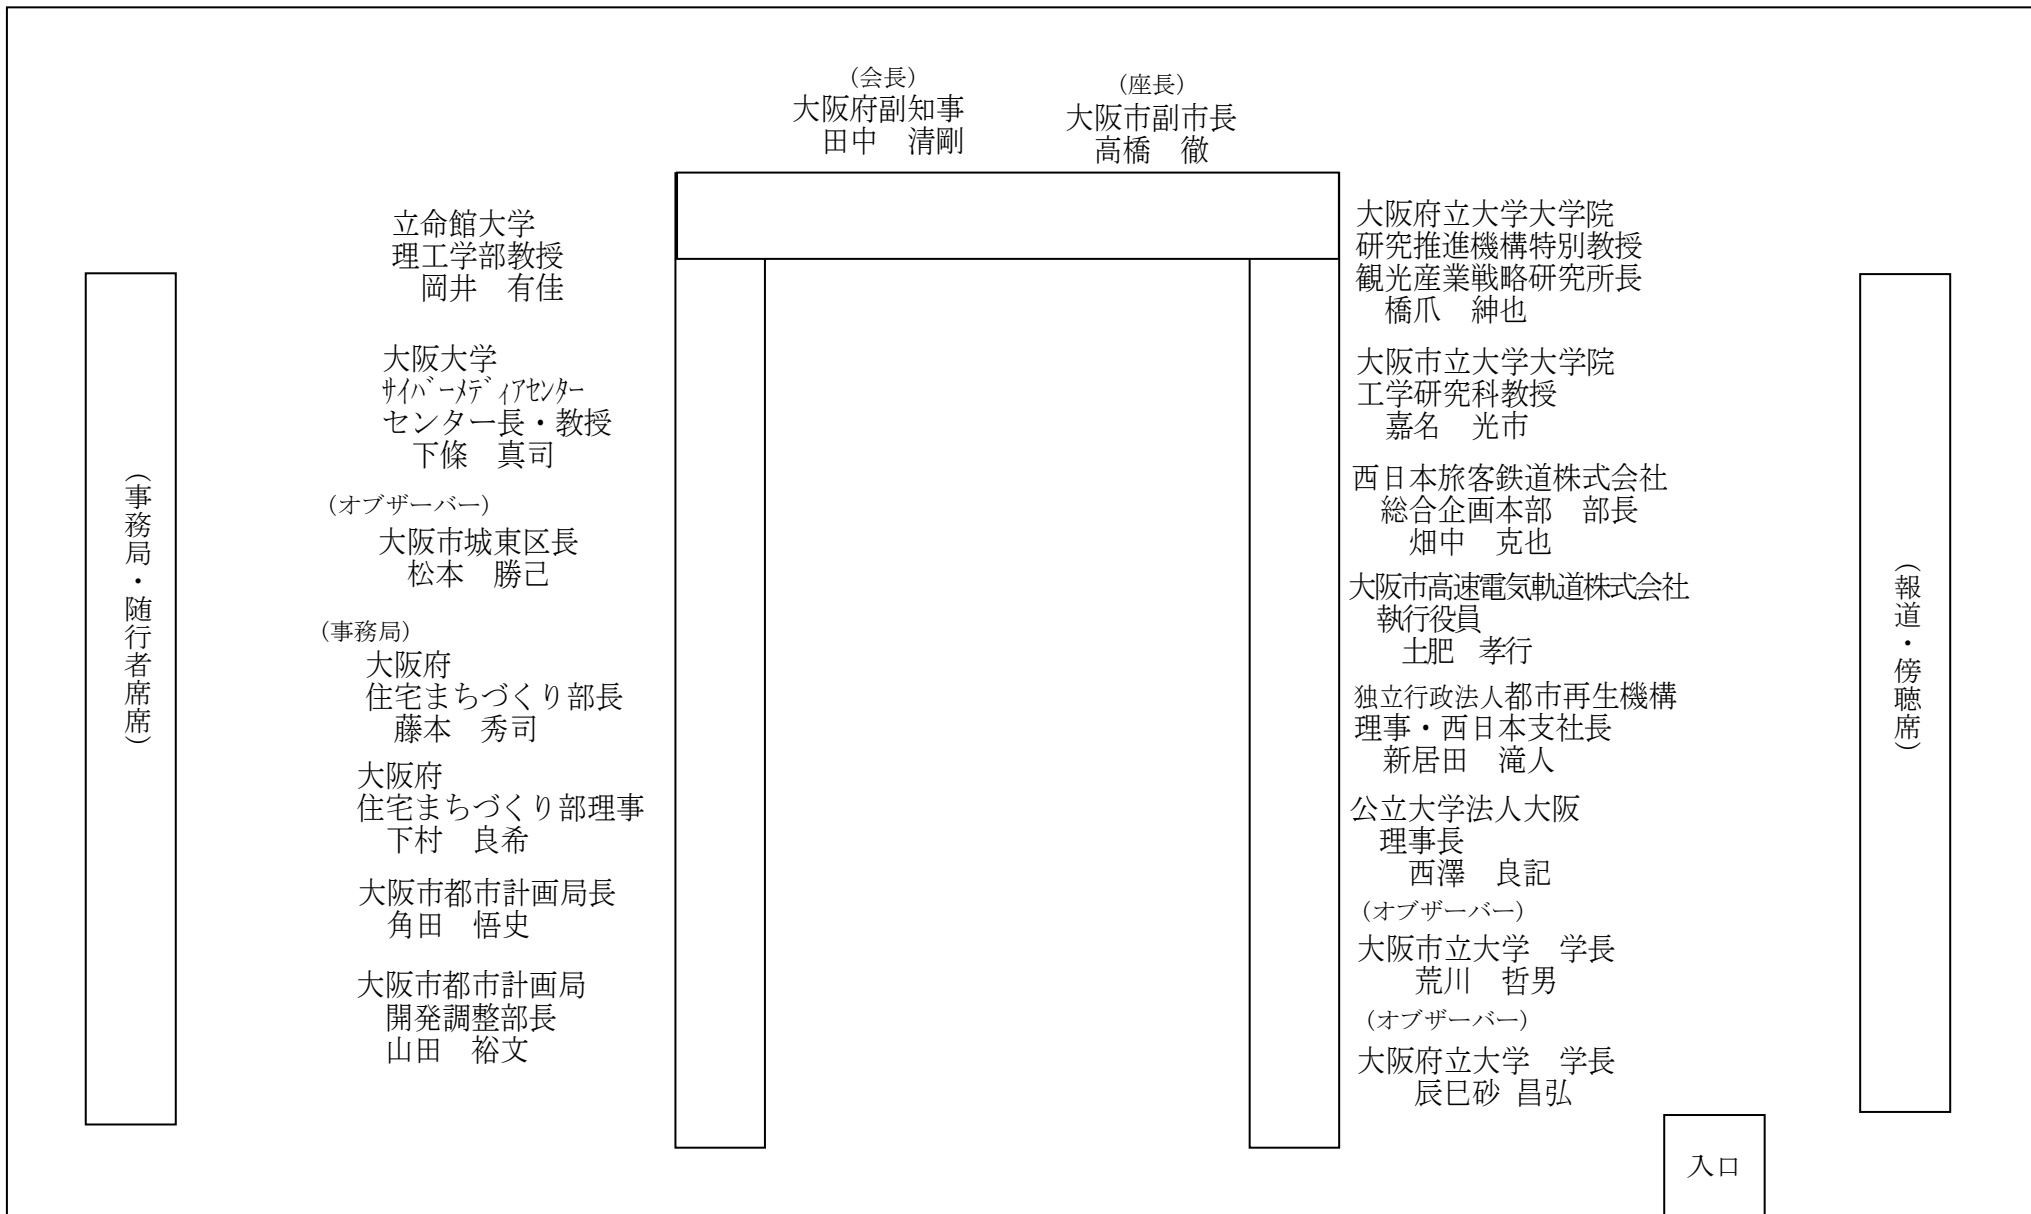 （会長）
大阪府副知事
田中　清剛
（座長）
大阪市副市長
高橋　徹
立命館大学
理工学部教授
岡井　有佳
大阪大学
ｻｲﾊﾞｰﾒﾃﾞｨｱｾﾝﾀｰ
センター長・教授
下條　真司
（オブザーバー）
大阪市城東区長
松本　勝己
（事務局）
大阪府
住宅まちづくり部長
藤本　秀司
大阪府
住宅まちづくり部理事
下村　良希
大阪市都市計画局長
角田　悟史
大阪市都市計画局
開発調整部長
山田　裕文
大阪府立大学大学院
研究推進機構特別教授
観光産業戦略研究所長
橋爪　紳也
大阪市立大学大学院
工学研究科教授
嘉名　光市
西日本旅客鉄道株式会社
総合企画本部　部長
畑中　克也
大阪市高速電気軌道株式会社
執行役員
土肥　孝行
独立行政法人都市再生機構
理事・西日本支社長
新居田　滝人
公立大学法人大阪
理事長
西澤　良記
（オブザーバー）
大阪市立大学　学長
荒川　哲男
（オブザーバー）
大阪府立大学　学長
辰巳砂 昌弘
（事務局・随行者席席）
（報道・傍聴席）
入口